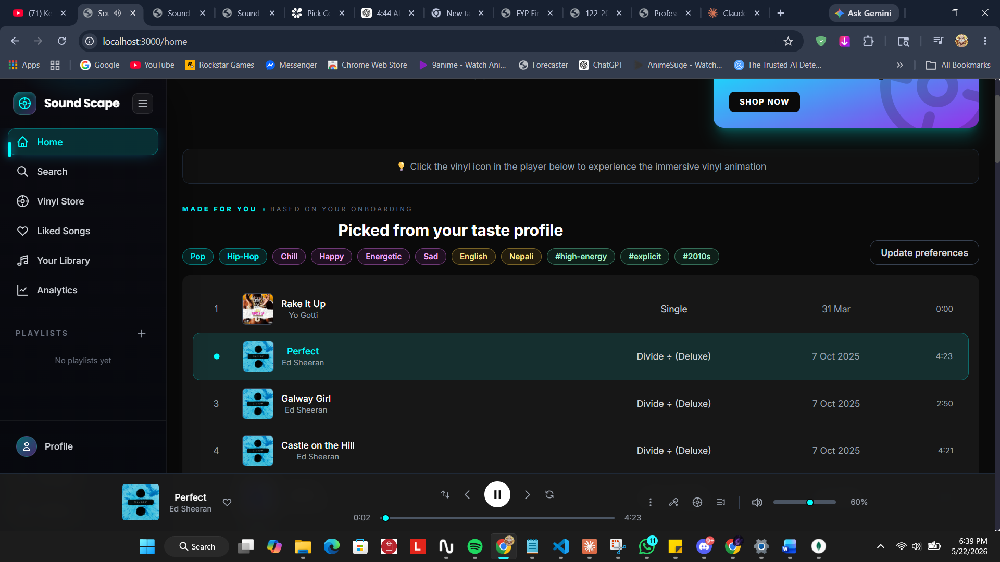 (71) Ke
Sou
Sound
Sound
Pick Co
4:44 A
New ta
FYP Fi
122_20
Profes
Claude
Ask Gemini
localhost:3000/home
Apps
Google
YouTube
Rockstar Games
Messenger
Chrome Web Store
9anime - Watch Ani...
Forecaster
ChatGPT
AnimeSuge - Watch...
The Trusted AI Dete...
All Bookmarks
Sound Scape
SHOP NOW
Home
Search
Vinyl Store
Liked Songs
Your Library
Analytics
PLAYLISTS
No playlists yet
Profile
💡 Click the vinyl icon in the player below to experience the immersive vinyl animation
MADE FOR YOU • BASED ON YOUR ONBOARDING
Picked from your taste profile
Pop Hip-Hop Chill Happy Energetic Sad English Nepali #high-energy #explicit #2010s
Update preferences
1 Rake It Up Single 31 Mar 0:00
Yo Gotti
DIVIDE
Perfect Divide ÷ (Deluxe) 7 Oct 2025 4:23
Ed Sheeran
3 Galway Girl Divide ÷ (Deluxe) 7 Oct 2025 2:50
Ed Sheeran
4 Castle on the Hill Divide ÷ (Deluxe) 7 Oct 2025 4:21
Ed Sheeran
Perfect
Ed Sheeran
0:02
4:23
60%
Search
11
9+
6:39 PM
5/22/2026